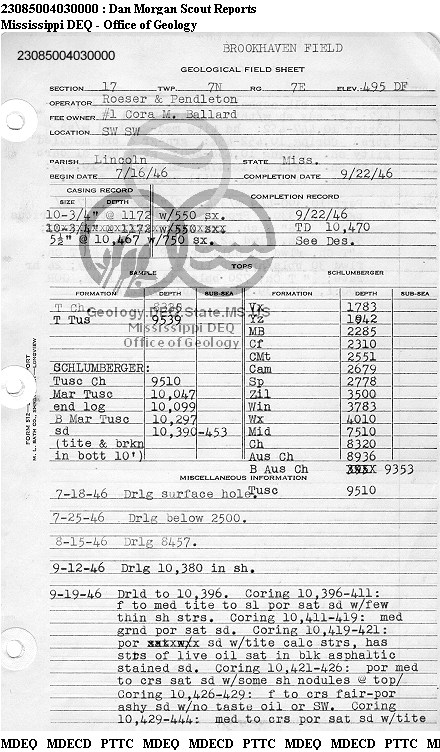 23085004030000 : Dan Morgan Scout Reports
Mississippi DEQ - Office of Geology
BROOKHAVEN FIELD
23085004030000
GEOLOGICAL FIELD SHEET
SECTION 17 TWP. 7N RG. 7E ELEV. 495 DF
OPERATOR Roeser & Pendleton
FEE OWNER #1 Cora M. Ballard
LOCATION SW SW
PARISH Lincoln STATE Miss.
BEGIN DATE 7/16/46 COMPLETION DATE 9/22/46
CASING RECORD
SIZE DEPTH COMPLETION RECORD
10-3/4" @ 1172 w/550 sx. 9/22/46
TD 10,470
5½" @ 10,467 w/750 sx. See Des.
TOPS
SAMPLE SCHLUMBERGER
FORMATION DEPTH SUB-SEA FORMATION DEPTH SUB-SEA
T Ch. Vx 1783
T Tus 9539 Yz 1942
MB 2285
Cf 2310
CMt 2551
SCHLUMBERGER: Cam 2679
Tusc Ch 9510 Sp 2778
Mar Tusc 10,047 Zil 3500
end log 10,099 Win 3783
B Mar Tusc 10,297 Wx 4010
sd 10,390-453 Mid 7510
(tite & brkn Ch 8320
in bott 10') Aus Ch 8936
B Aus Ch 9353
MISCELLANEOUS INFORMATION
7-18-46 Drlg surface hole. Tusc 9510
7-25-46 Drlg below 2500.
8-15-46 Drlg 8457.
9-12-46 Drlg 10,380 in sh.
9-19-46 Drld to 10,396. Coring 10,396-411:
f to med tite to sl por sat sd w/few
thin sh strs. Coring 10,411-419: med
grnd por sat sd. Coring 10,419-421:
por sd w/tite calc strs, has
strs of live oil sat in blk asphaltic
stained sd. Coring 10,421-426: por med
to crs sat sd w/some sh nodules @ top/
Coring 10,426-429: f to crs fair-por
ashy sd w/no taste oil or SW. Coring
10,429-444: med to crs por sat sd w/tite
Geology.DEQ.State.MS.US
Mississippi DEQ
Office of Geology
MDEQ MDECD PTTC MDEQ MDECD PTTC MDEQ MDECD PTTC M